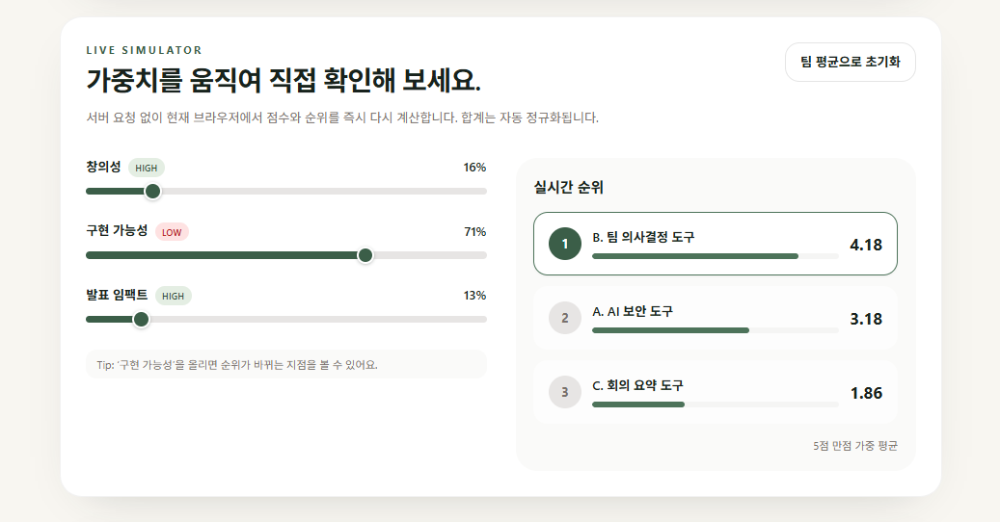 LIVE SIMULATOR
가중치를 움직여 직접 확인해 보세요.
팀 평균으로 초기화
서버 요청 없이 현재 브라우저에서 점수와 순위를 즉시 다시 계산합니다. 합계는 자동 정규화됩니다.
창의성 HIGH 16%
구현 가능성 LOW 71%
발표 임팩트 HIGH 13%
Tip: '구현 가능성'을 올리면 순위가 바뀌는 지점을 볼 수 있어요.
실시간 순위
1 B. 팀 의사결정 도구 4.18
2 A. AI 보안 도구 3.18
3 C. 회의 요약 도구 1.86
5점 만점 가중 평균